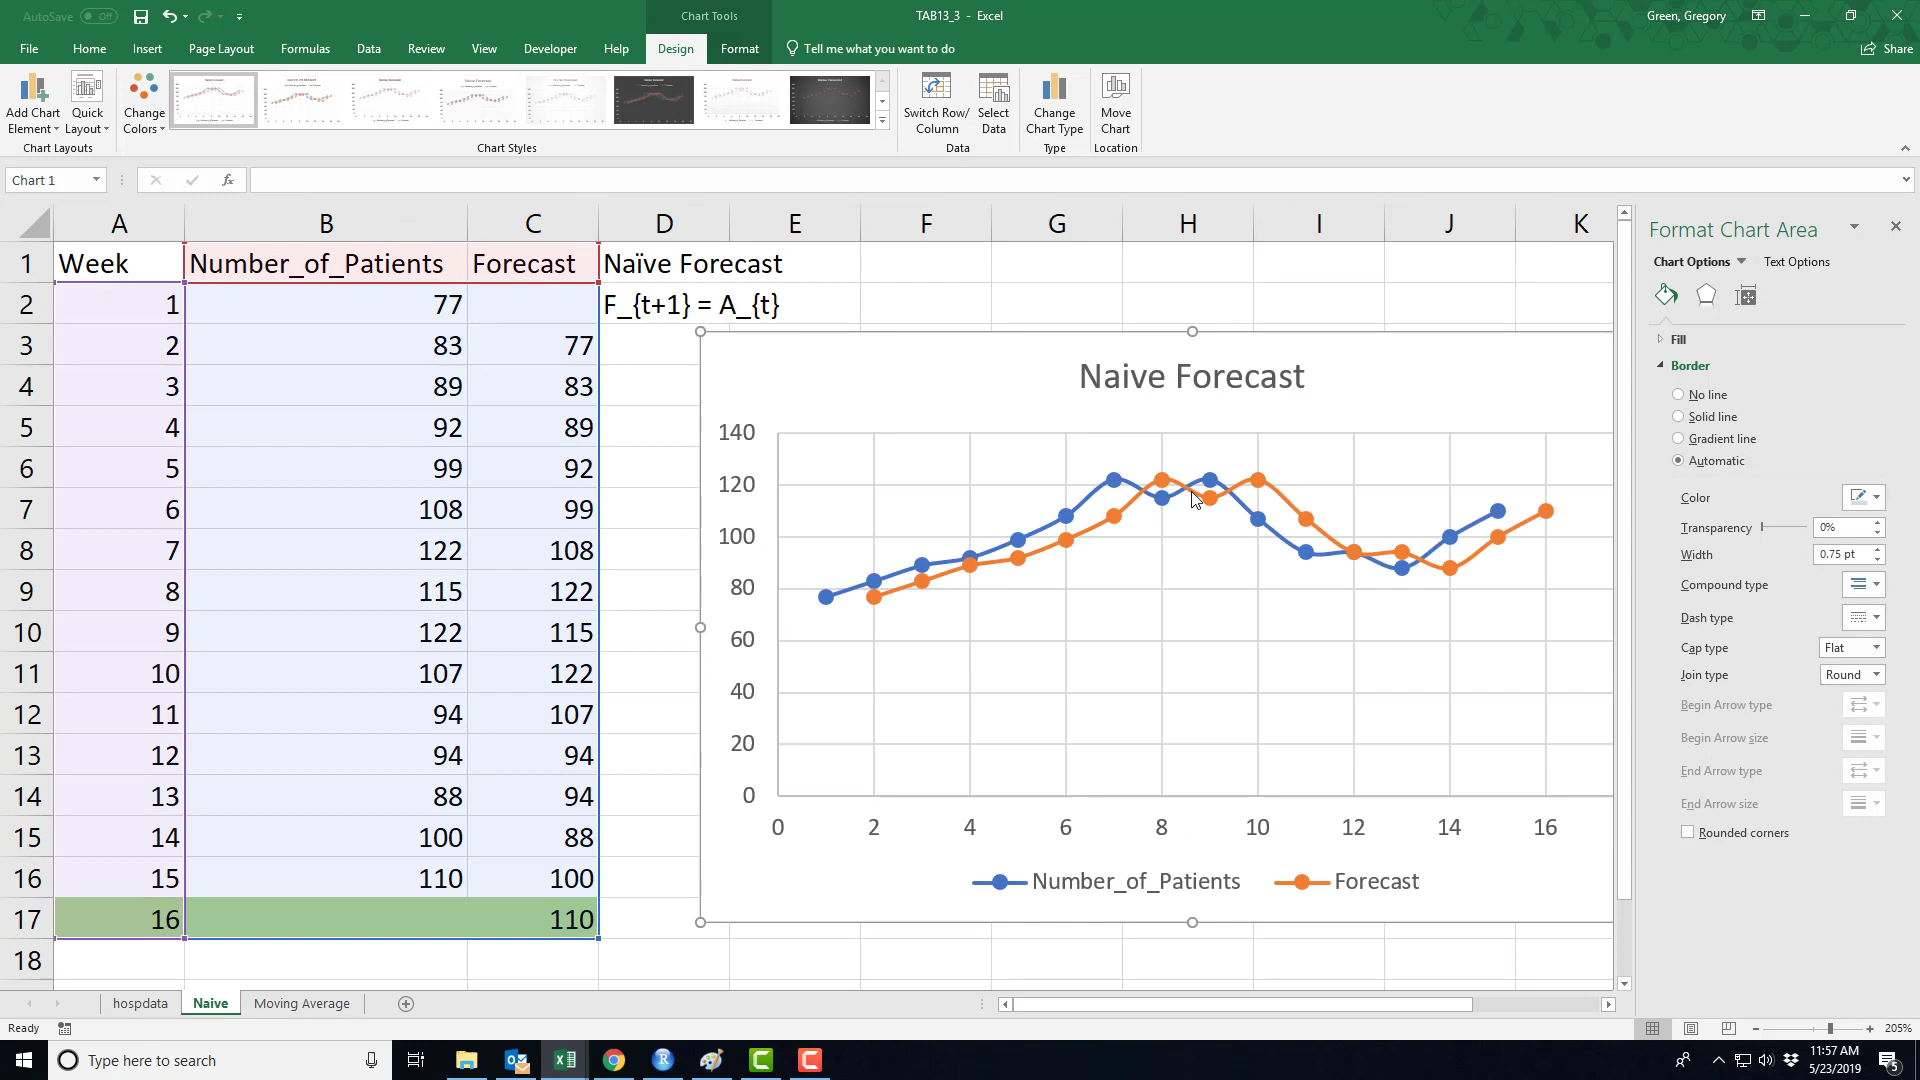 AutoSave Off
Chart Tools
TAB13_3 - Excel
Green, Gregory
File Home Insert Page Layout Formulas Data Review View Developer Help Design Format Tell me what you want to do Share
Add Chart Element
Quick Layout
Change Colors
Switch Row/ Column
Select Data
Change Chart Type
Move Chart
Chart Layouts
Chart Styles
Data
Type
Location
Chart 1
fx
A B C D E F G H I J K
1 Week Number_of_Patients Forecast Naïve Forecast
2 1 77 F_{t+1} = A_{t}
3 2 83 77
4 3 89 83
5 4 92 89
6 5 99 92
7 6 108 99
8 7 122 108
9 8 115 122
10 9 122 115
11 10 107 122
12 11 94 107
13 12 94 94
14 13 88 94
15 14 100 88
16 15 110 100
17 16 110
18
Naive Forecast
140
120
100
80
60
40
20
0
0 2 4 6 8 10 12 14 16
Number_of_Patients Forecast
Format Chart Area
Chart Options Text Options
Fill
Border
No line
Solid line
Gradient line
Automatic
Color
Transparency 0%
Width 0.75 pt
Compound type
Dash type
Cap type Flat
Join type Round
Begin Arrow type
Begin Arrow size
End Arrow type
End Arrow size
Rounded corners
hospdata Naive Moving Average
Ready
205%
Type here to search
11:57 AM
5/23/2019
5